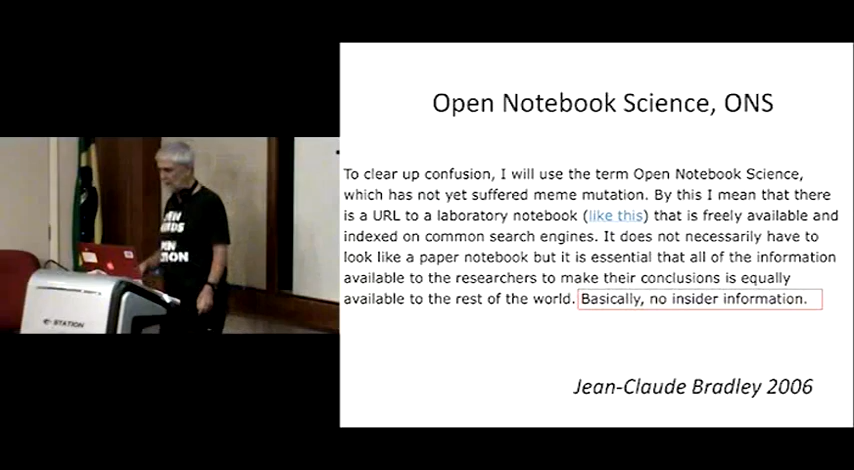 Open Notebook Science, ONS
To clear up confusion, I will use the term Open Notebook Science,
which has not yet suffered meme mutation. By this I mean that there
is a URL to a laboratory notebook (like this) that is freely available and
indexed on common search engines. It does not necessarily have to
look like a paper notebook but it is essential that all of the information
available to the researchers to make their conclusions is equally
available to the rest of the world. Basically, no insider information.
Jean-Claude Bradley 2006
STATION